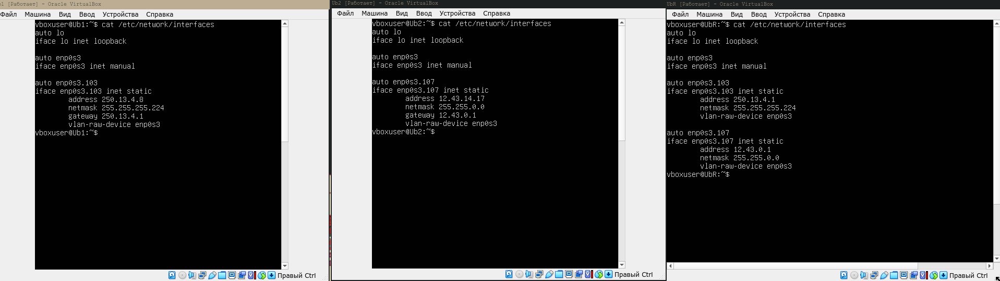 b1 [Работает] - Oracle VirtualBox
Файл Машина Вид Ввод Устройства Справка
vboxuser@Ub1:~$ cat /etc/network/interfaces
auto lo
iface lo inet loopback
auto enp0s3
iface enp0s3 inet manual
auto enp0s3.103
iface enp0s3.103 inet static
address 250.13.4.8
netmask 255.255.255.224
gateway 250.13.4.1
vlan-raw-device enp0s3
vboxuser@Ub1:~$
Правый Ctrl
Ub2 [Работает] - Oracle VirtualBox
Файл Машина Вид Ввод Устройства Справка
vboxuser@Ub2:~$ cat /etc/network/interfaces
auto lo
iface lo inet loopback
auto enp0s3
iface enp0s3 inet manual
auto enp0s3.107
iface enp0s3.107 inet static
address 12.43.14.17
netmask 255.255.0.0
gateway 12.43.0.1
vlan-raw-device enp0s3
vboxuser@Ub2:~$
Правый Ctrl
UbR [Работает] - Oracle VirtualBox
Файл Машина Вид Ввод Устройства Справка
vboxuser@UbR:~$ cat /etc/network/interfaces
auto lo
iface lo inet loopback
auto enp0s3
iface enp0s3 inet manual
auto enp0s3.103
iface enp0s3.103 inet static
address 250.13.4.1
netmask 255.255.255.224
vlan-raw-device enp0s3
auto enp0s3.107
iface enp0s3.107 inet static
address 12.43.0.1
netmask 255.255.0.0
vlan-raw-device enp0s3
vboxuser@UbR:~$
Правый Ctrl